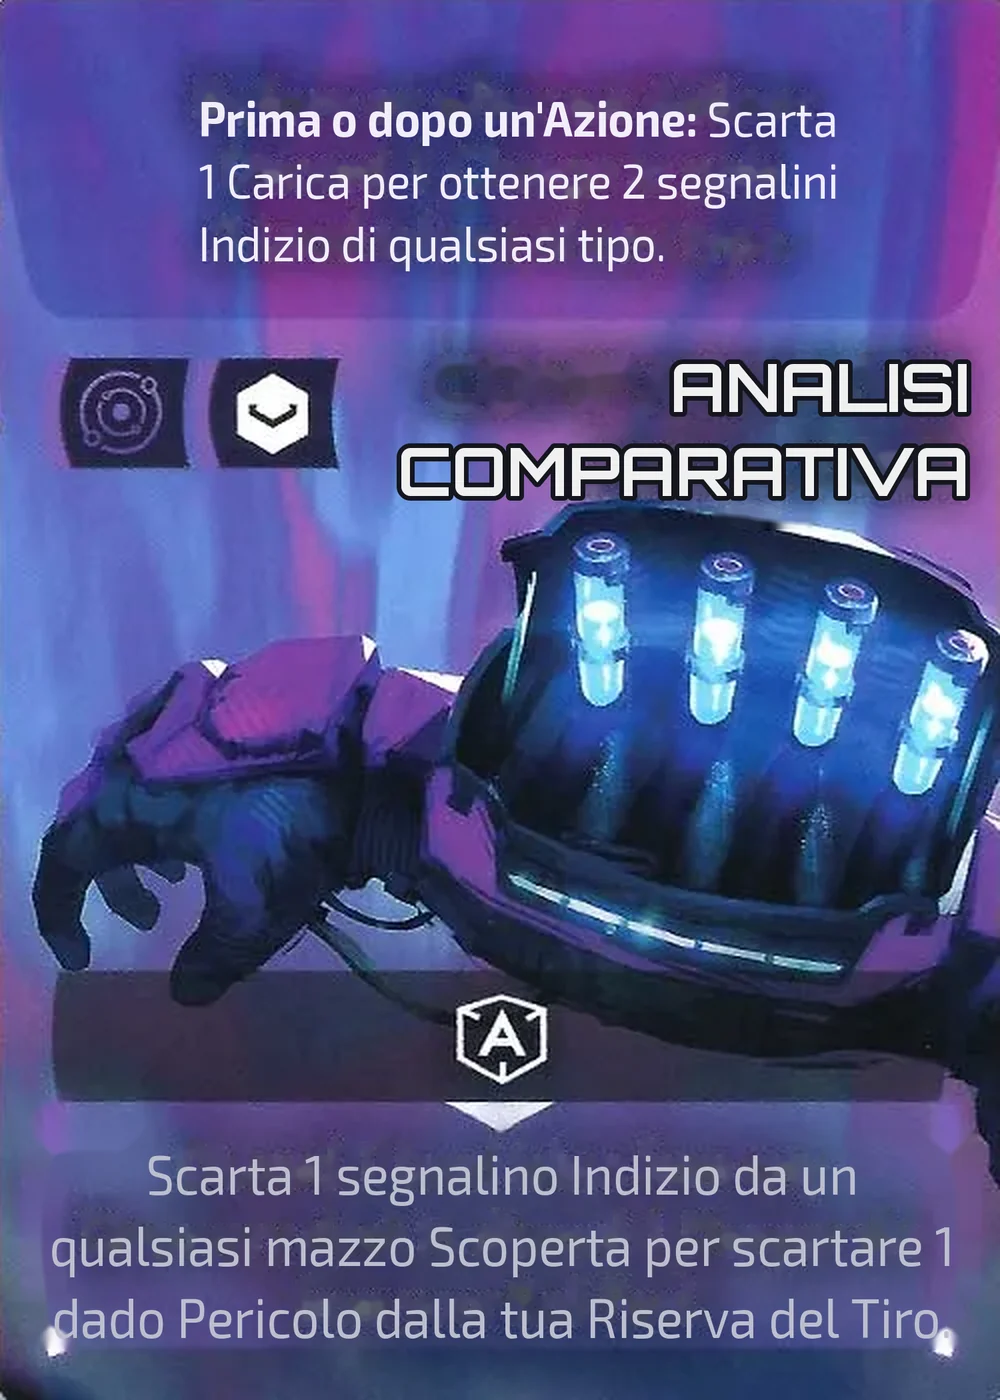 Prima o dopo un'Azione: Scarta
1 Carica per ottenere 2 segnalini
Indizio di qualsiasi tipo.
ANALISI
COMPARATIVA
A
Scarta 1 segnalino Indizio da un
qualsiasi mazzo Scoperta per scartare 1
dado Pericolo dalla tua Riserva del Tiro.